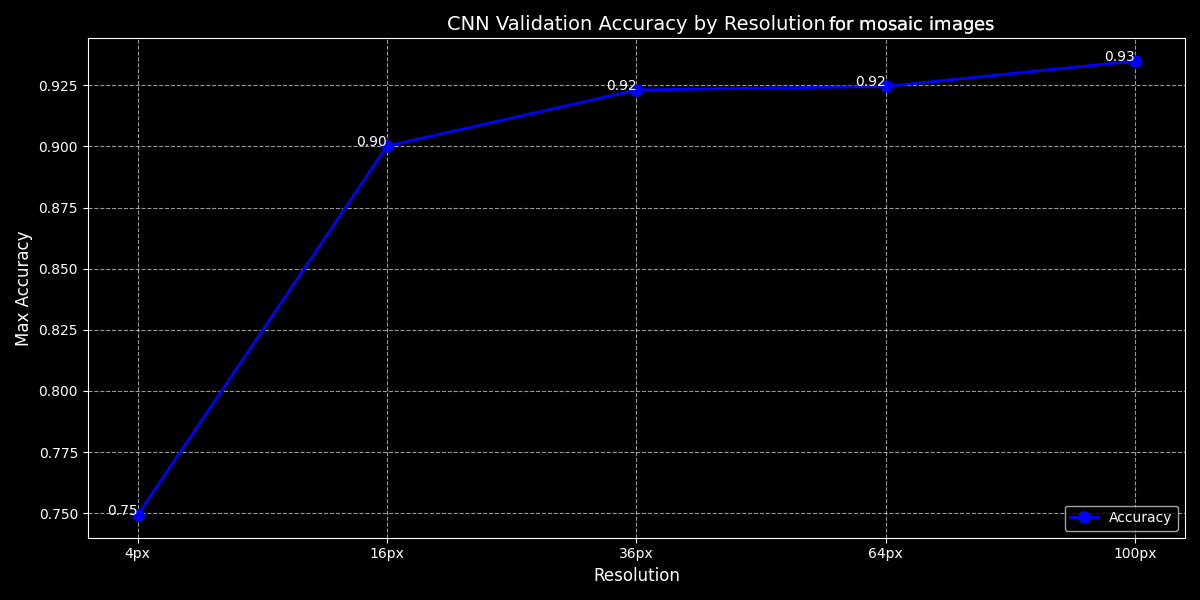 CNN Validation Accuracy by Resolution for mosaic images
0.93
0.925
0.92
0.92
0.900
0.90
0.875
0.850
Max Accuracy
0.825
0.800
0.775
0.750
0.75
Accuracy
4px 16px 36px 64px 100px
Resolution